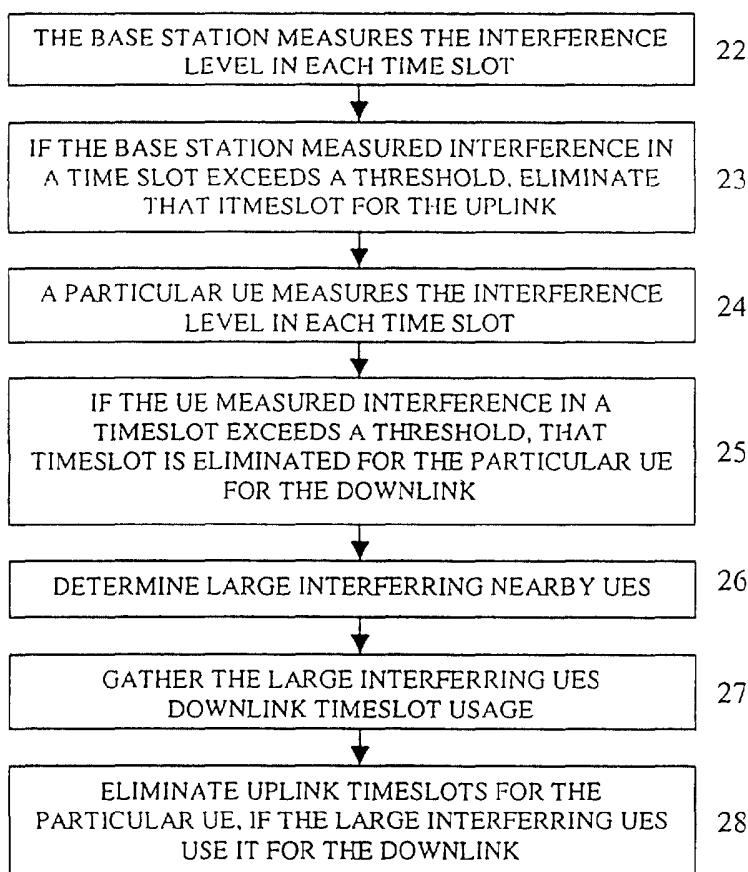 THE BASE STATION MEASURES THE INTERFERENCE
LEVEL IN EACH TIME SLOT
22
IF THE BASE STATION MEASURED INTERFERENCE IN
A TIME SLOT EXCEEDS A THRESHOLD, ELIMINATE
THAT ITMESLOT FOR THE UPLINK
23
A PARTICULAR UE MEASURES THE INTERFERENCE
LEVEL IN EACH TIME SLOT
24
IF THE UE MEASURED INTERFERENCE IN A
TIMESLOT EXCEEDS A THRESHOLD, THAT
TIMESLOT IS ELIMINATED FOR THE PARTICULAR UE
FOR THE DOWNLINK
25
DETERMINE LARGE INTERFERRING NEARBY UES
26
GATHER THE LARGE INTERFERRING UES
DOWNLINK TIMESLOT USAGE
27
ELIMINATE UPLINK TIMESLOTS FOR THE
PARTICULAR UE, IF THE LARGE INTERFERRING UES
USE IT FOR THE DOWNLINK
28